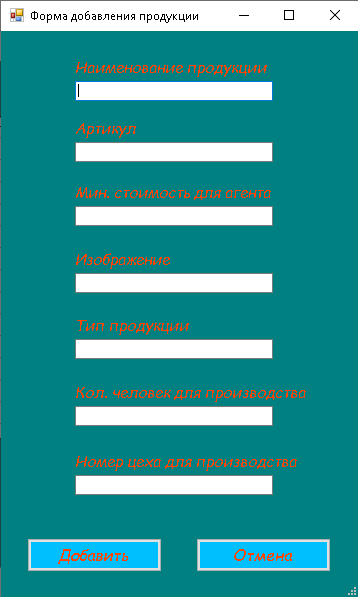 Форма добавления продукции
Наименование продукции
Артикул
Мин. стоимость для агента
Изображение
Тип продукции
Кол. человек для производства
Номер цеха для производства
Добавить
Отмена